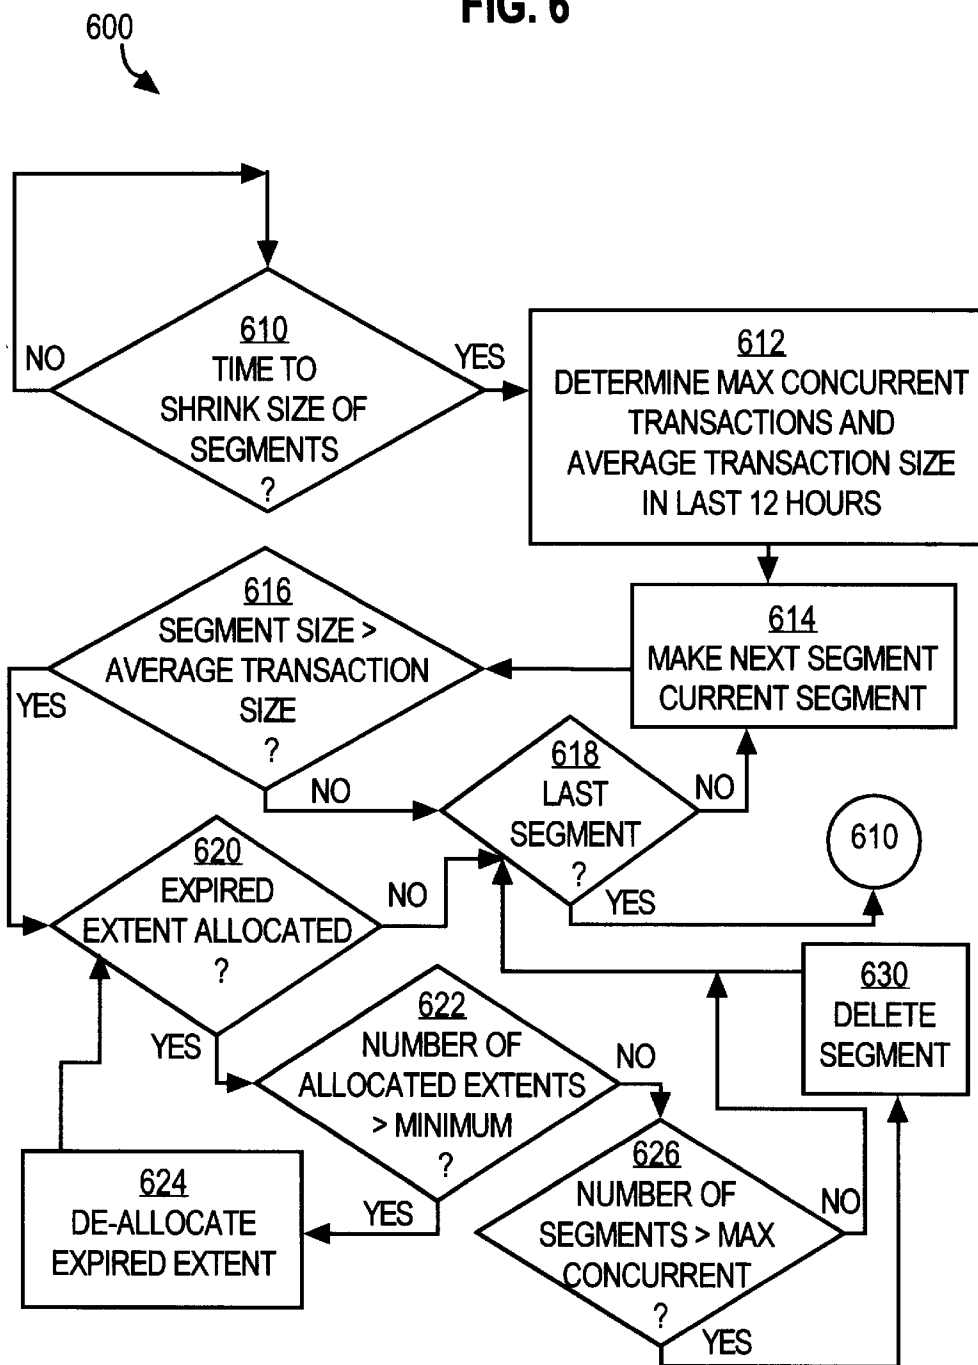 FIG. 6
600
610
TIME TO
SHRINK SIZE OF
SEGMENTS
?
NO
YES
612
DETERMINE MAX CONCURRENT
TRANSACTIONS AND
AVERAGE TRANSACTION SIZE
IN LAST 12 HOURS
614
MAKE NEXT SEGMENT
CURRENT SEGMENT
616
SEGMENT SIZE >
AVERAGE TRANSACTION
SIZE
?
YES
NO
618
LAST
SEGMENT
?
NO
YES
610
620
EXPIRED
EXTENT ALLOCATED
?
NO
YES
622
NUMBER OF
ALLOCATED EXTENTS
> MINIMUM
?
NO
YES
624
DE-ALLOCATE
EXPIRED EXTENT
626
NUMBER OF
SEGMENTS > MAX
CONCURRENT
?
NO
YES
630
DELETE
SEGMENT